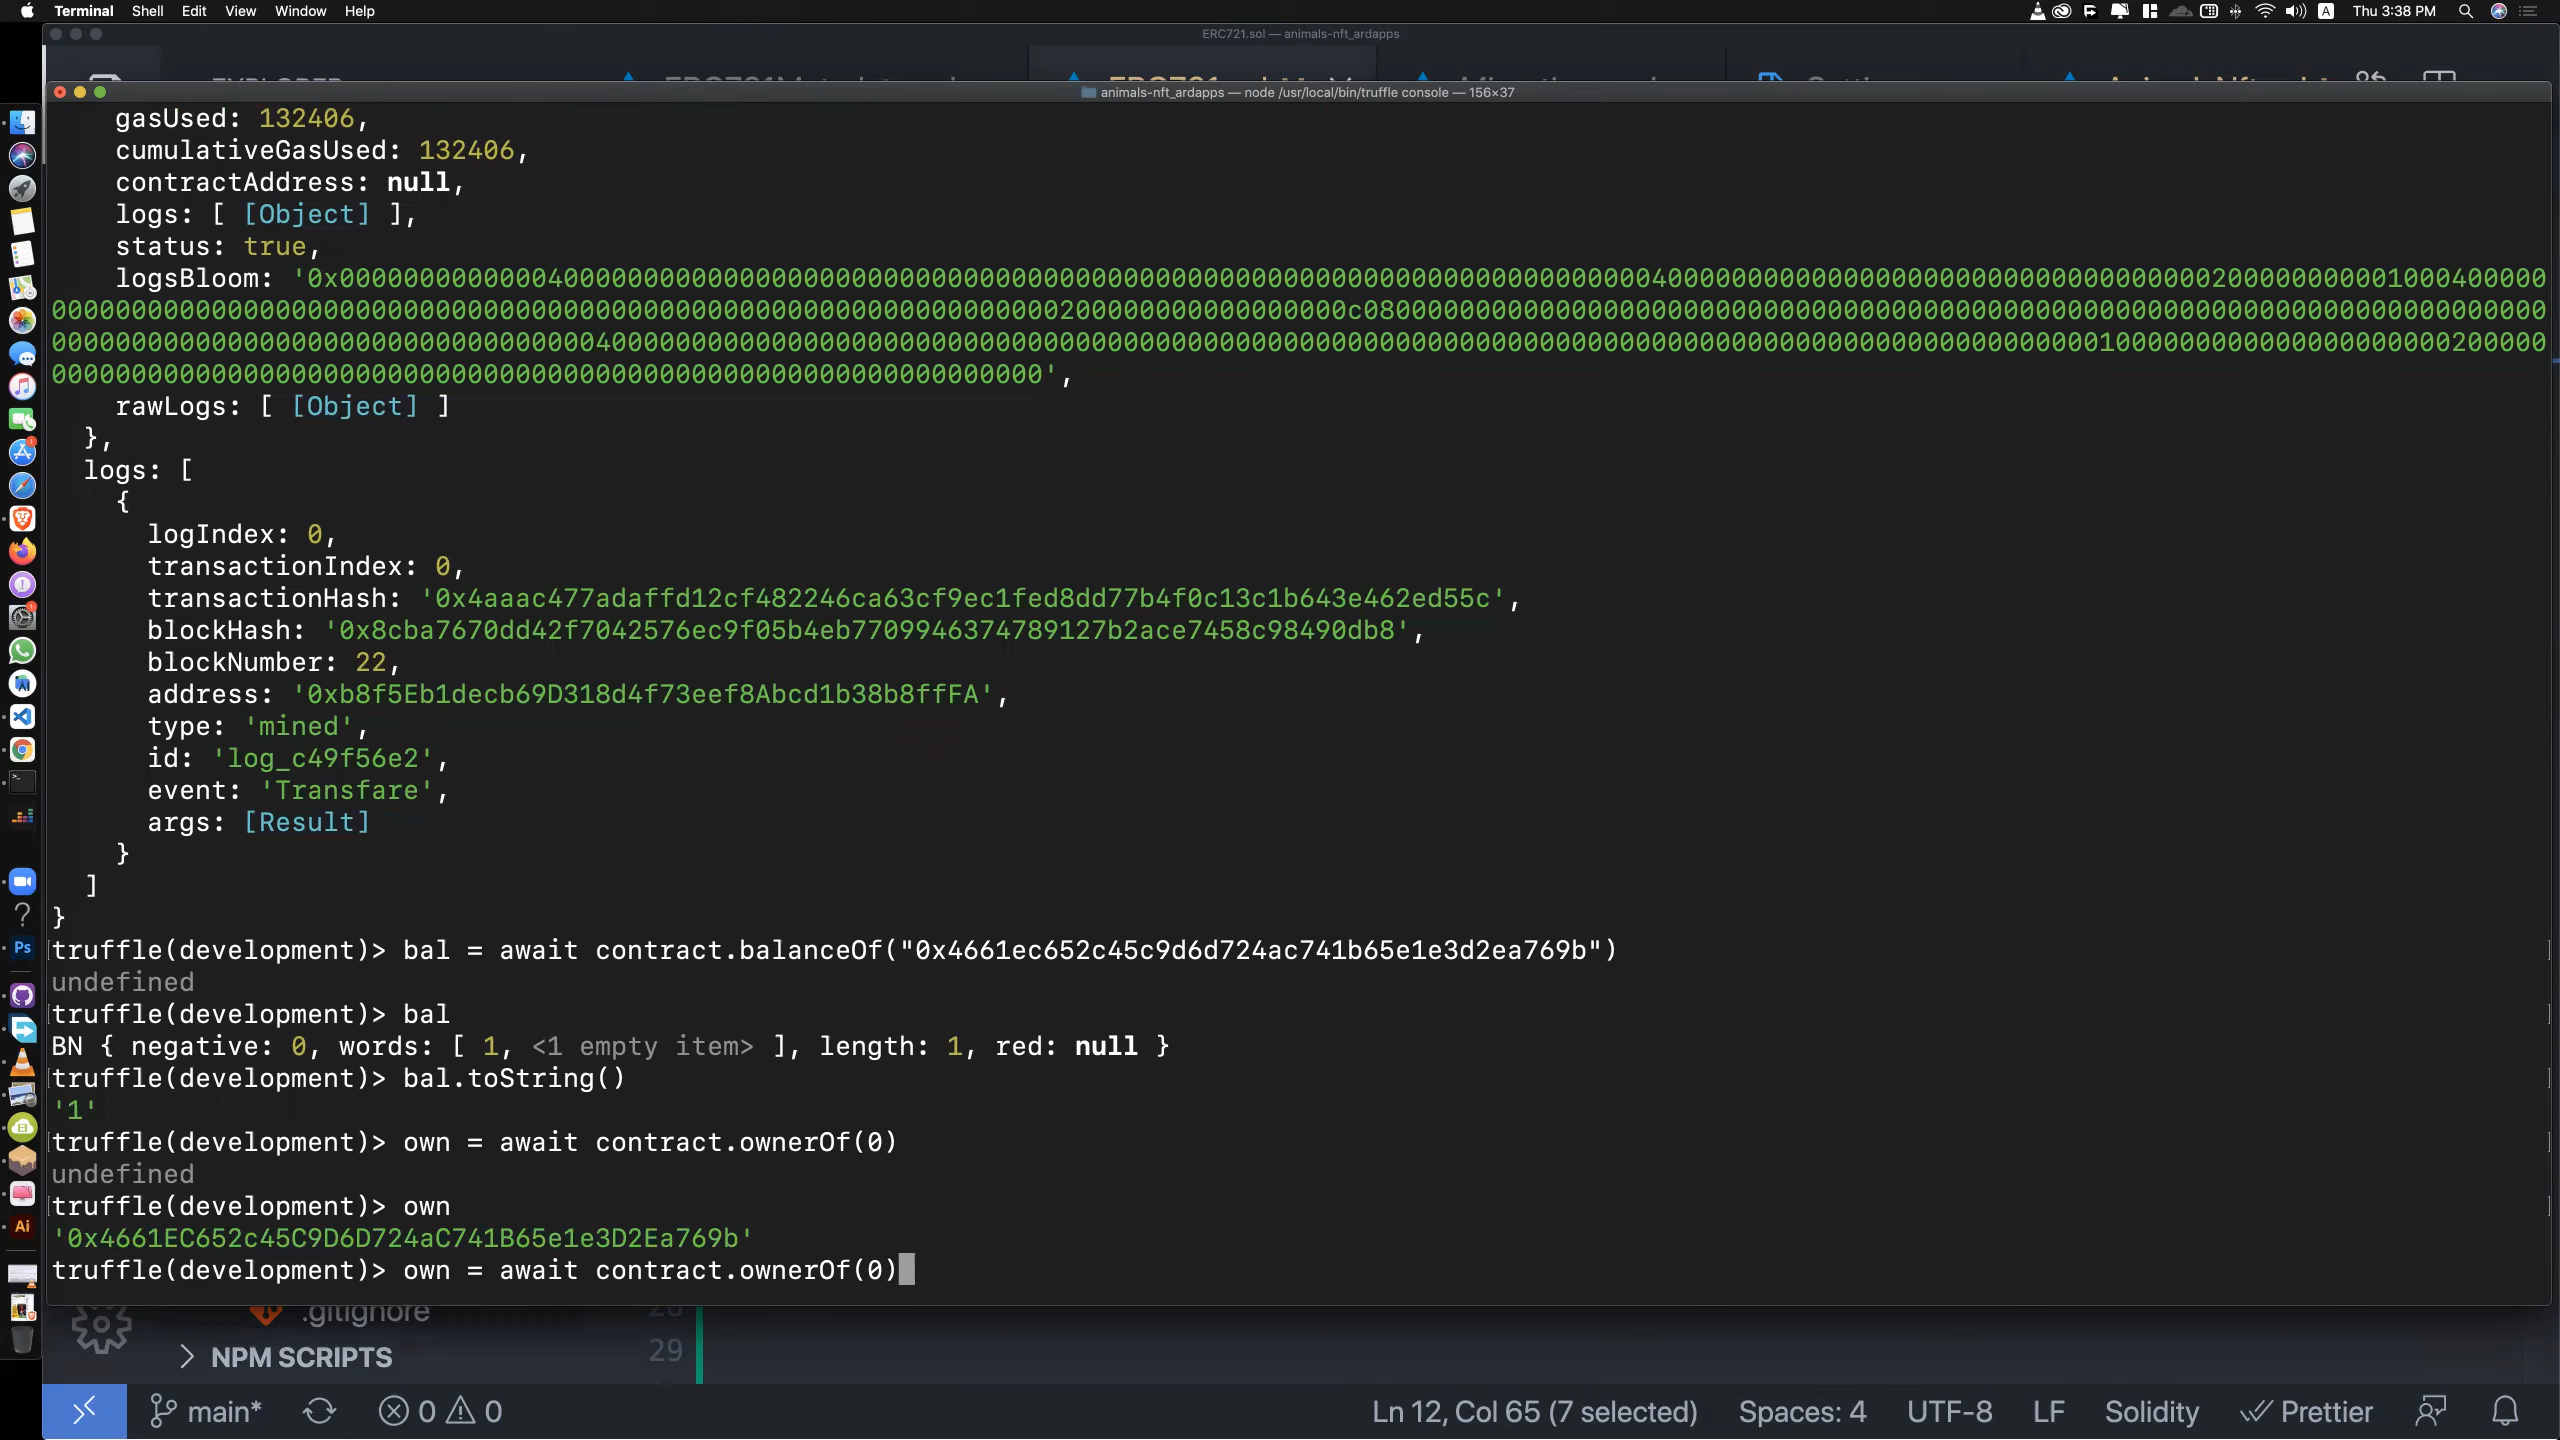 Terminal Shell Edit View Window Help Thu 3:38 PM
ERC721.sol — animals-nft_ardapps
animals-nft_ardapps — node /usr/local/bin/truffle console — 156×37
gasUsed: 132406,
cumulativeGasUsed: 132406,
contractAddress: null,
logs: [ [Object] ],
status: true,
rawLogs: [ [Object] ]
},
logs: [
{
logIndex: 0,
transactionIndex: 0,
transactionHash: '0x4aaac477adaffd12cf482246ca63cf9ec1fed8dd77b4f0c13c1b643e462ed55c',
blockHash: '0x8cba7670dd42f7042576ec9f05b4eb7709946374789127b2ace7458c98490db8',
blockNumber: 22,
address: '0xb8f5Eb1decb69D318d4f73eef8Abcd1b38b8ffFA',
type: 'mined',
id: 'log_c49f56e2',
event: 'Transfare',
args: [Result]
}
]
}
truffle(development)> bal = await contract.balanceOf("0x4661ec652c45c9d6d724ac741b65e1e3d2ea769b")
undefined
truffle(development)> bal
BN { negative: 0, words: [ 1, <1 empty item> ], length: 1, red: null }
truffle(development)> bal.toString()
'1'
truffle(development)> own = await contract.ownerOf(0)
undefined
truffle(development)> own
'0x4661EC652c45C9D6D724aC741B65e1e3D2Ea769b'
truffle(development)> own = await contract.ownerOf(0)
.gitignore
NPM SCRIPTS 29
main* 0 0 Ln 12, Col 65 (7 selected) Spaces: 4 UTF-8 LF Solidity Prettier